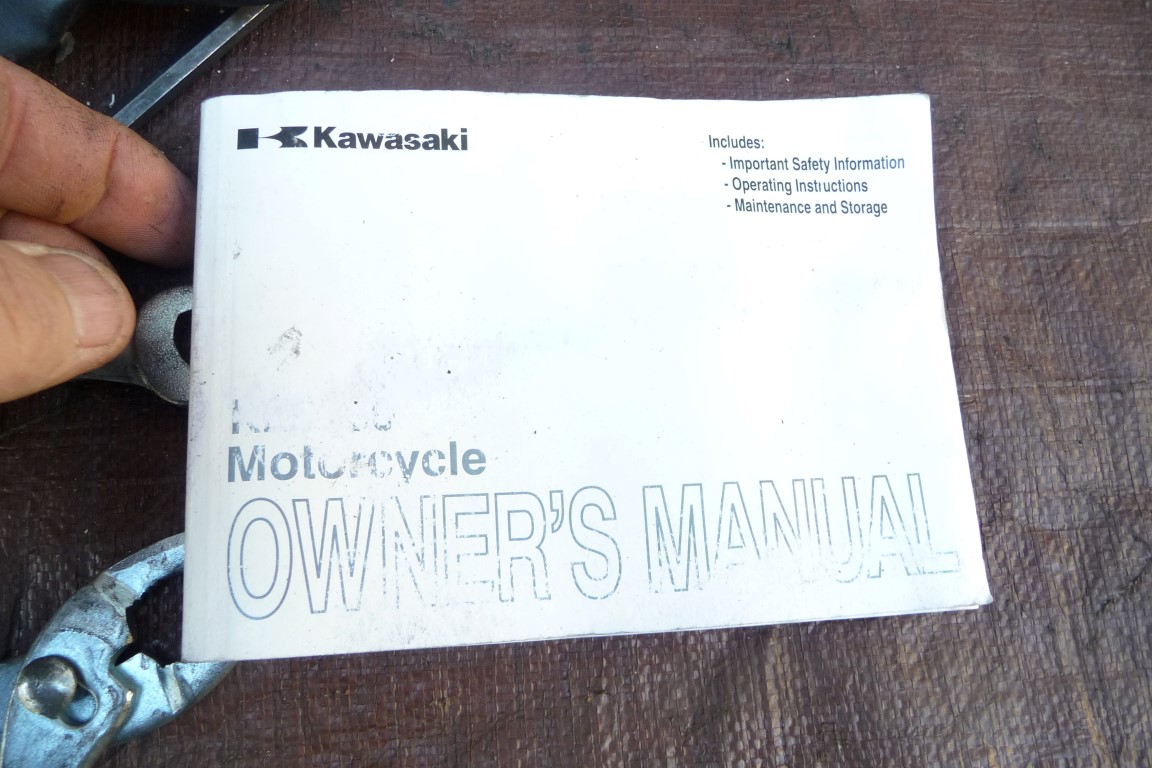 Kawasaki
Includes:
- Important Safety Information
- Operating Instructions
- Maintenance and Storage
Motorcycle
OWNER'S MANUAL